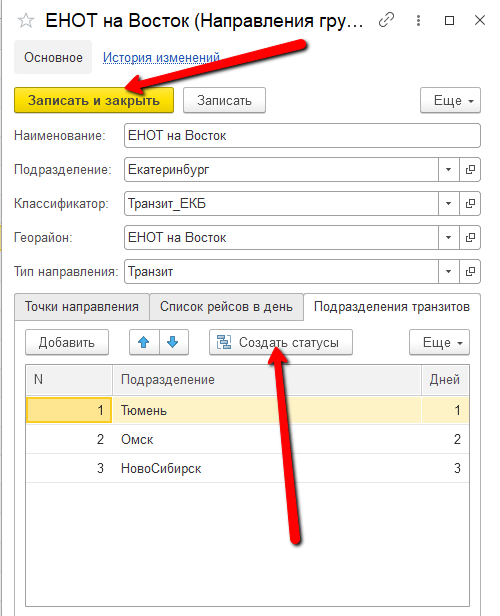 ЕНОТ на Восток (Направления гру...
Основное История изменений
Записать и закрыть Записать Еще
Наименование: ЕНОТ на Восток
Подразделение: Екатеринбург
Классификатор: Транзит_ЕКБ
Георайон: ЕНОТ на Восток
Тип направления: Транзит
Точки направления Список рейсов в день Подразделения транзитов
Добавить Создать статусы Еще
N Подразделение Дней
1 Тюмень 1
2 Омск 2
3 НовоСибирск 3